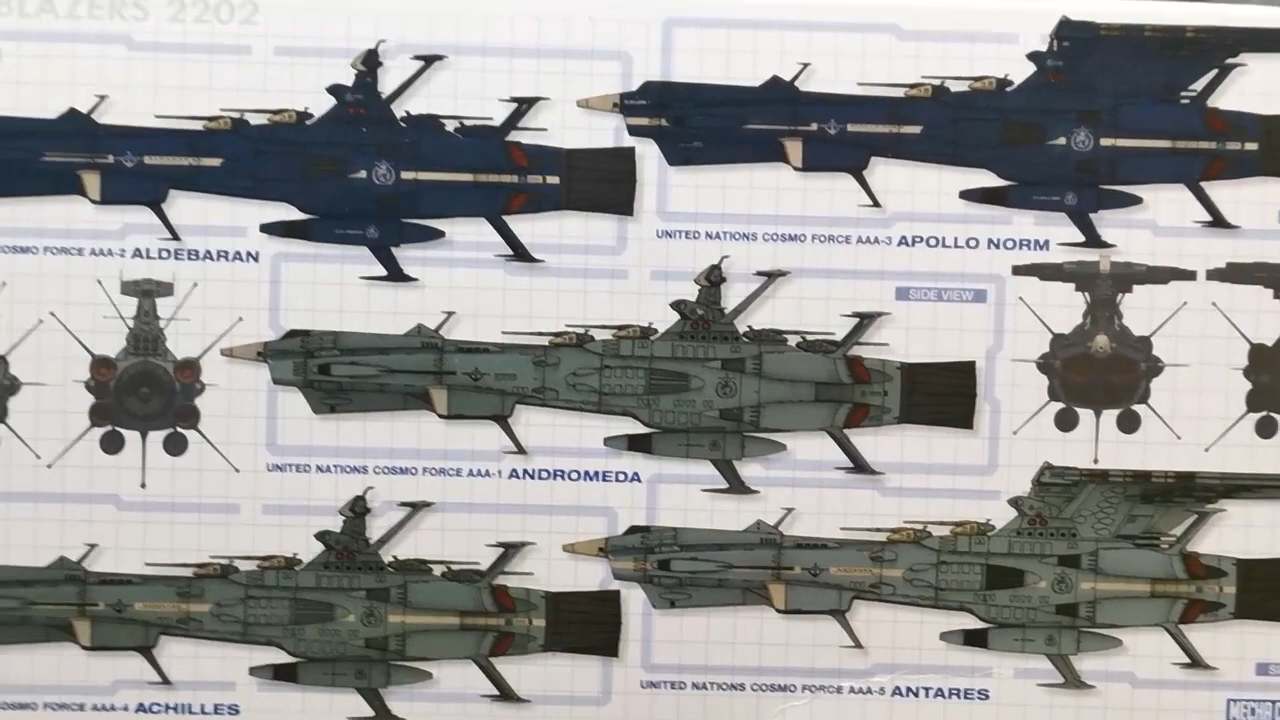 BLAZERS 2202
COSMO FORCE AAA-2 ALDEBARAN
UNITED NATIONS COSMO FORCE AAA-3 APOLLO NORM
SIDE VIEW
UNITED NATIONS COSMO FORCE AAA-1 ANDROMEDA
COSMO FORCE AAA-4 ACHILLES
UNITED NATIONS COSMO FORCE AAA-5 ANTARES
MECHA